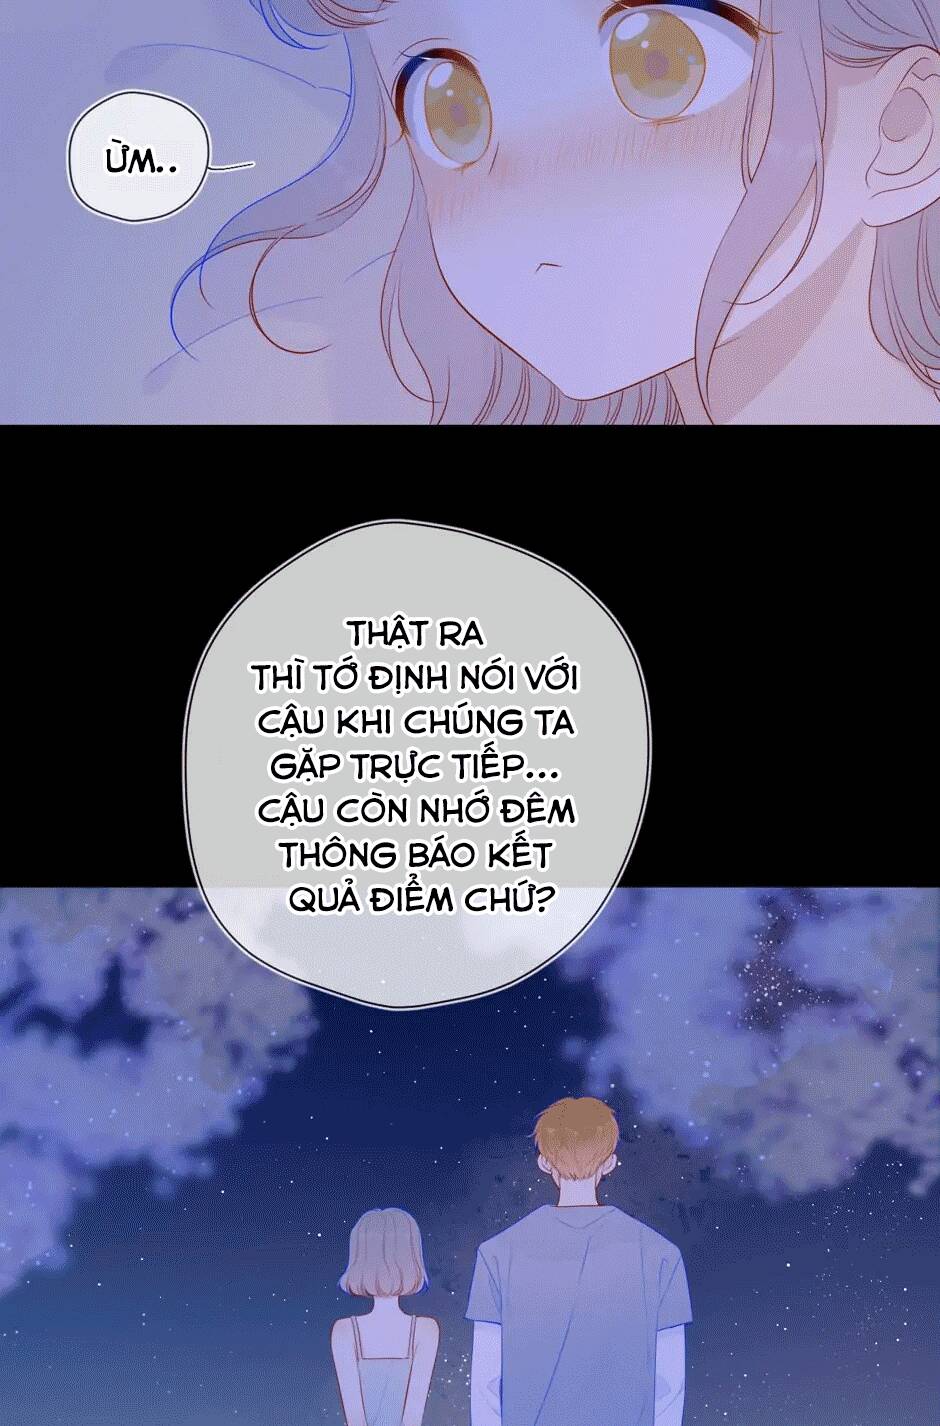 ỪM..
THẬT RA
THÌ TỚ ĐỊNH NÓI VỚI
CẬU KHI CHÚNG TA
GẶP TRỰC TIẾP...
CẬU CÒN NHỚ ĐÊM
THÔNG BÁO KẾT
QUẢ ĐIỂM CHỨ?